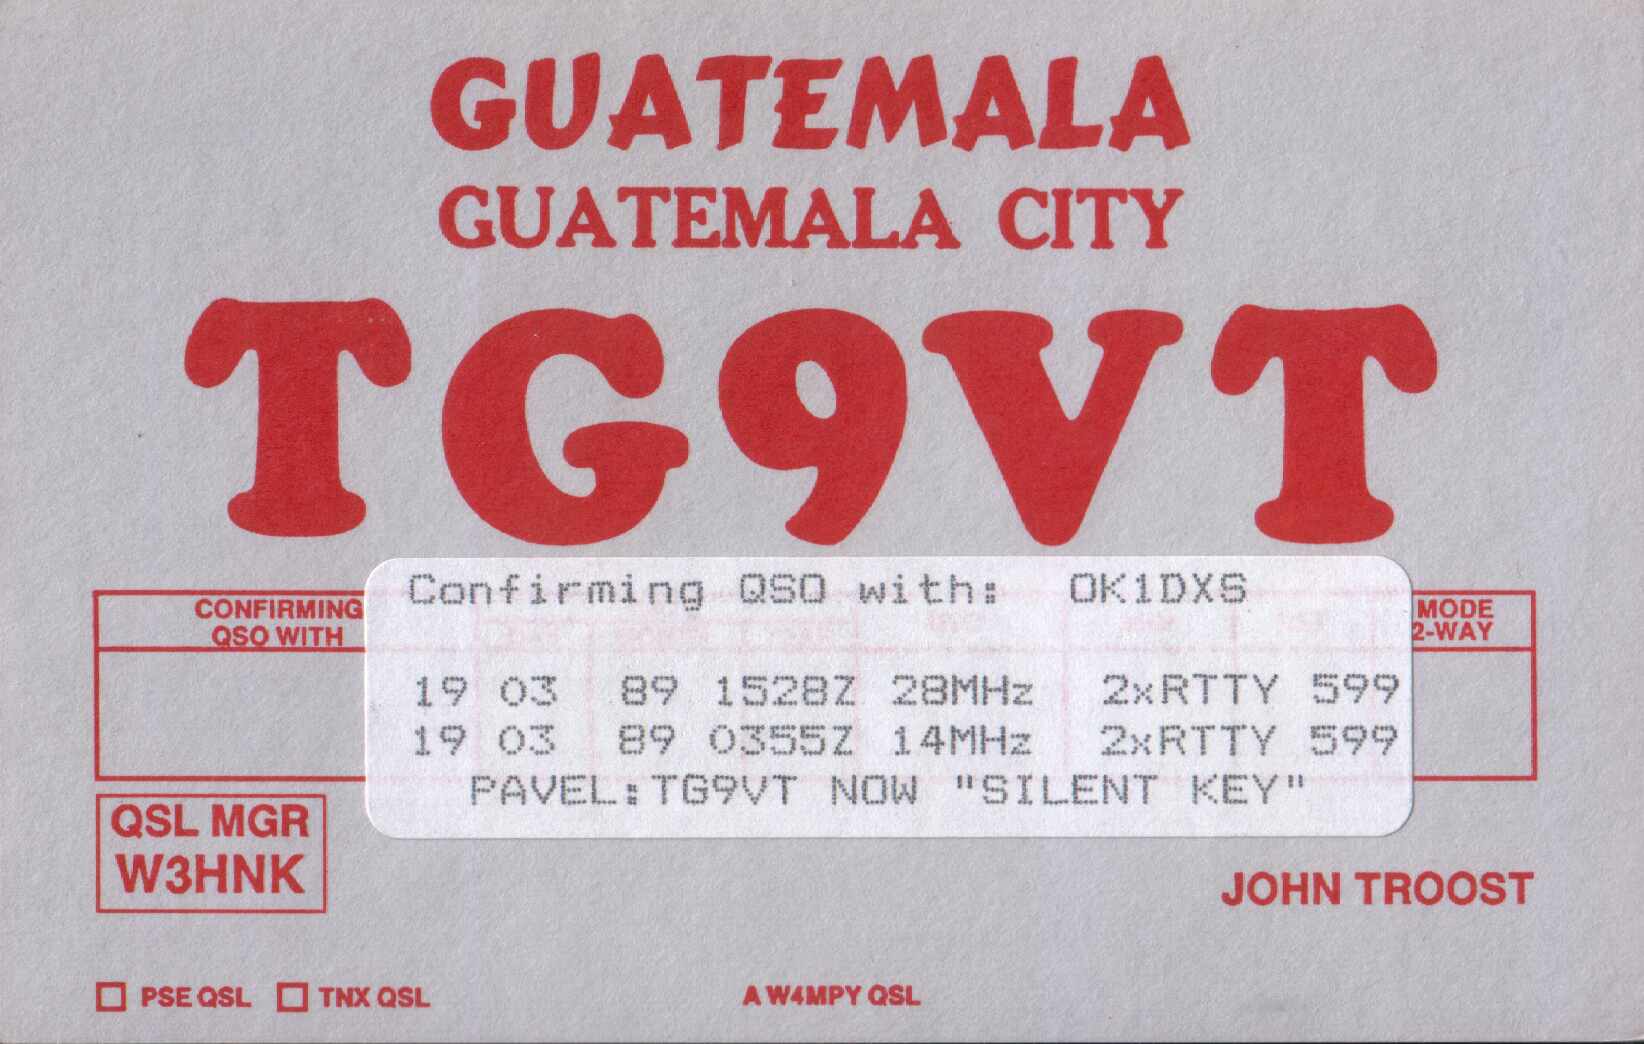 GUATEMALA
GUATEMALA CITY
TG9VT
Confirming QSO with: OK1DXS
CONFIRMING
QSO WITH
MODE
2-WAY
19 03 89 1528Z 28MHz 2xRTTY 599
19 03 89 0355Z 14MHz 2xRTTY 599
PAVEL:TG9VT NOW "SILENT KEY"
QSL MGR
W3HNK
JOHN TROOST
PSE QSL TNX QSL
A W4MPY QSL